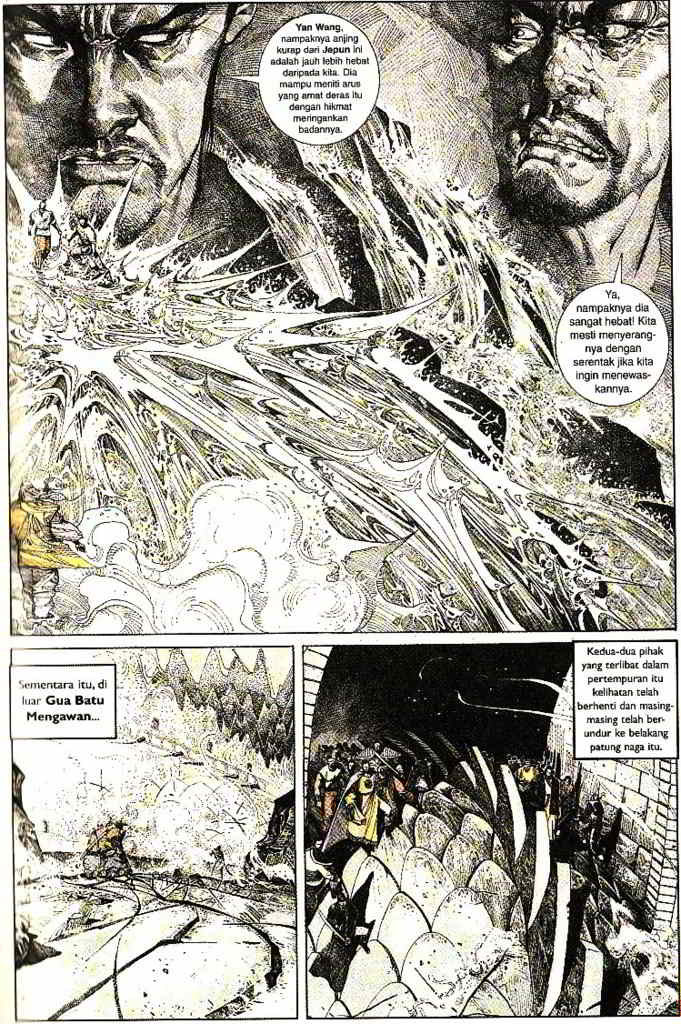 Yan Wang,
nampaknya anjing
kurap dari Jepun ini
adalah jauh lebih hebat
daripada kita. Dia
mampu meniti arus
yang amat deras itu
dengan hikmat
meringankan
badannya.
Ya,
nampaknya dia
sangat hebat! Kita
mesti menyerang-
nya dengan
serentak jika kita
ingin menewas-
kannya.
Sementara itu, di
luar Gua Batu
Mengawan...
Kedua-dua pihak
yang terlibat dalam
pertempuran itu
kelihatan telah
berhenti dan masing-
masing telah ber-
undur ke belakang
patung naga itu.